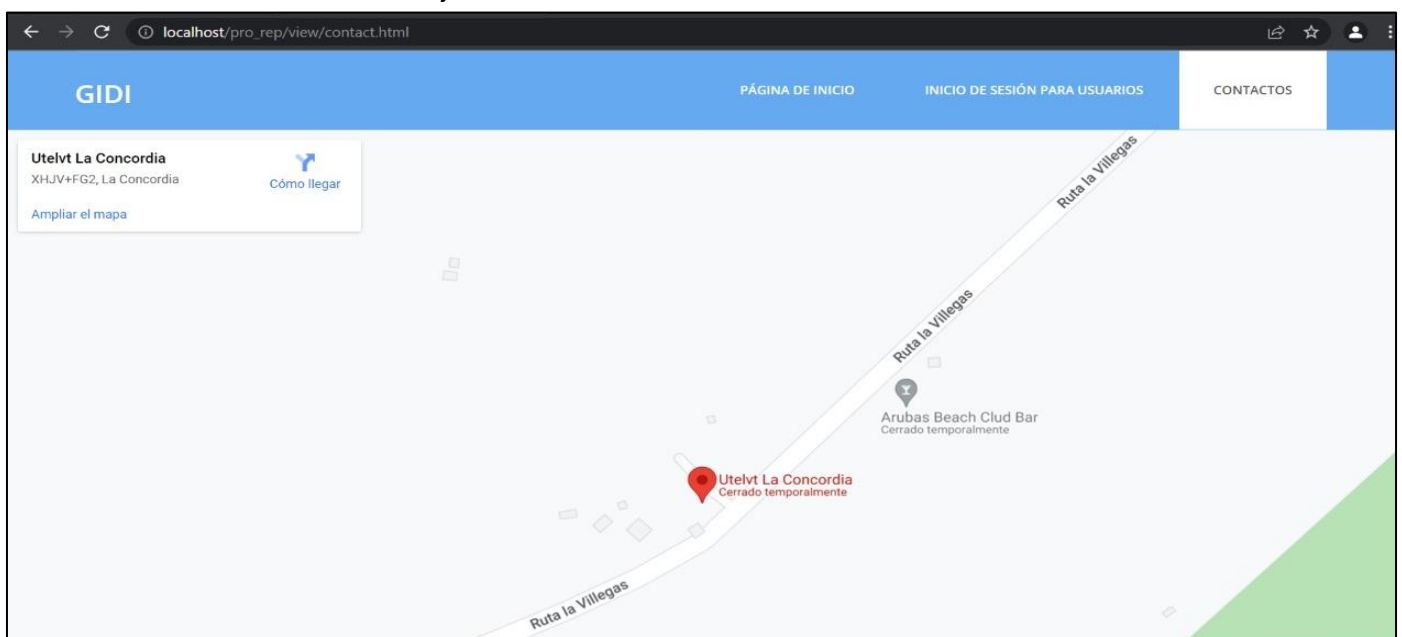 localhost/pro_rep/view/contact.html
GIDI
PÁGINA DE INICIO
INICIO DE SESIÓN PARA USUARIOS
CONTACTOS
Utelvt La Concordia
XHJV+FG2, La Concordia
Cómo llegar
Ampliar el mapa
Ruta la Villegas
Ruta la Villegas
Arubas Beach Clud Bar
Cerrado temporalmente
Utelvt La Concordia
Cerrado temporalmente
Ruta la Villegas